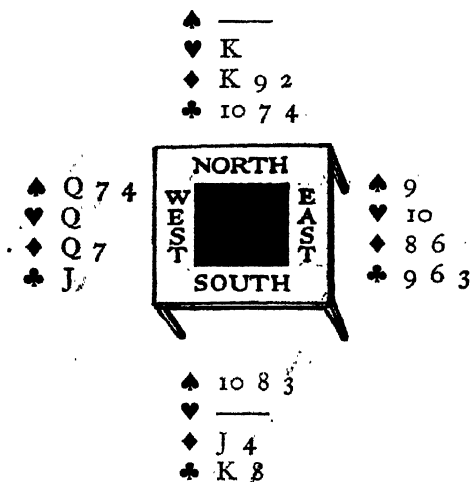 ♠ —
♥ K
♦ K 9 2
♣ 10 7 4
NORTH
♠ Q 7 4
♥ Q
♦ Q 7
♣ J
WEST
EAST
♠ 9
♥ 10
♦ 8 6
♣ 9 6 3
SOUTH
♠ 10 8 3
♥ —
♦ J 4
♣ K 8